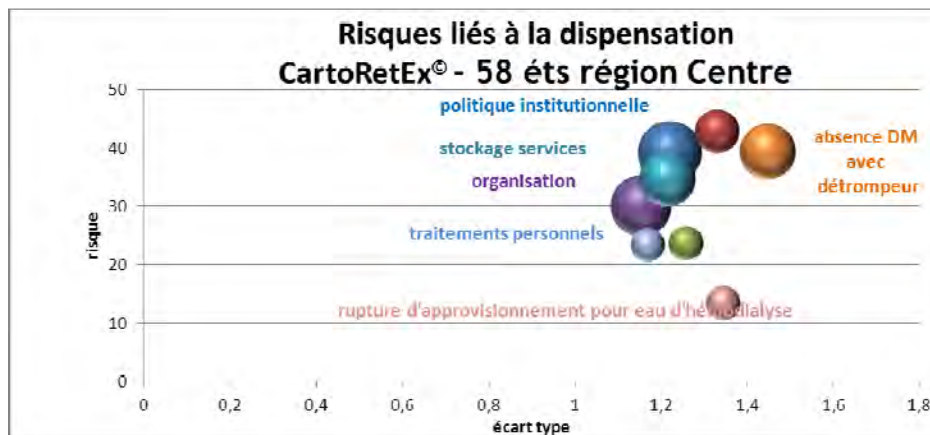 Risques liés à la dispensation
CartoRetEx© - 58 éts région Centre
50
politique institutionnelle
absence DM
avec
détrompeur
40
stockage services
organisation
30
risque
traitements personnels
20
rupture d'approvisionnement pour eau d'hémodialyse
10
0
0
0,2
0,4
0,6
0,8
1
1,2
1,4
1,6
1,8
écart type